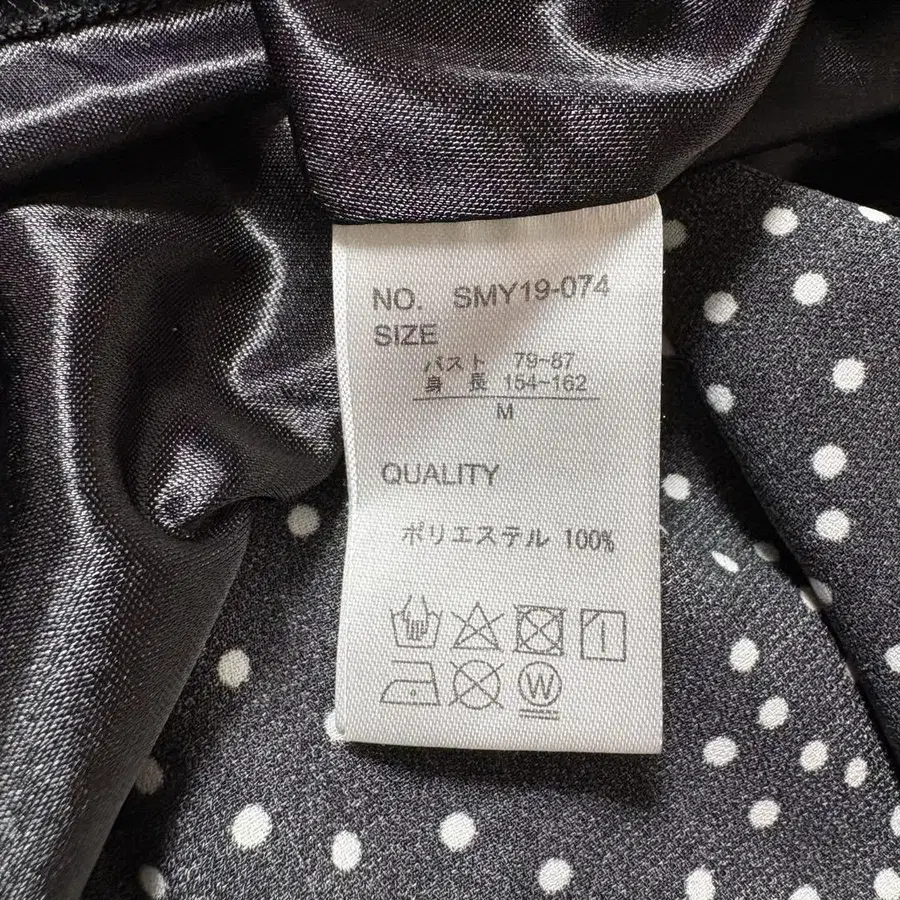 NO. SMY19-074
SIZE
バスト 79~87
身長 154~162
M
QUALITY
ポリエステル 100%
W